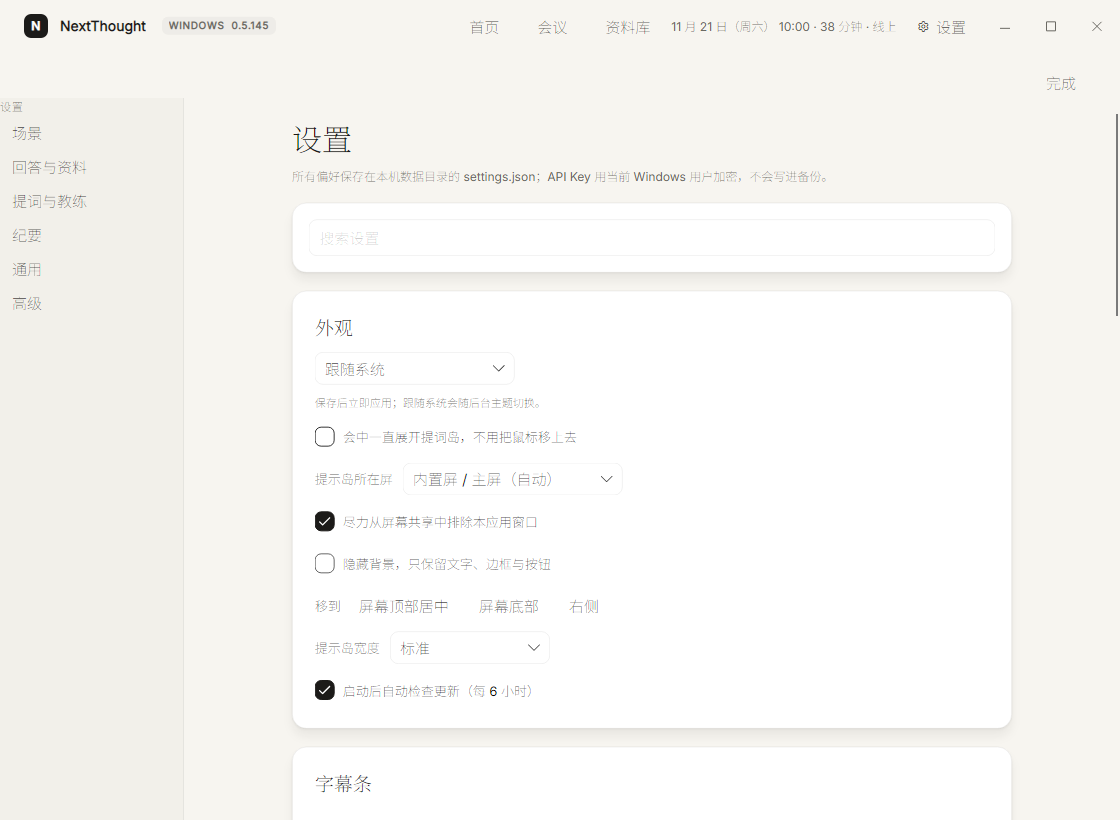 N NextThought WINDOWS 0.5.145 首页 会议 资料库 11 月 21 日（周六） 10:00 · 38 分钟 · 线上 设置
完成
设置
场景
回答与资料
提词与教练
纪要
通用
高级
设置
所有偏好保存在本机数据目录的 settings.json；API Key 用当前 Windows 用户加密，不会写进备份。
搜索设置
外观
跟随系统
保存后立即应用；跟随系统会随后台主题切换。
会中一直展开提词岛，不用把鼠标移上去
提示岛所在屏 内置屏 / 主屏（自动）
尽力从屏幕共享中排除本应用窗口
隐藏背景，只保留文字、边框与按钮
移到 屏幕顶部居中 屏幕底部 右侧
提示岛宽度 标准
启动后自动检查更新（每 6 小时）
字幕条